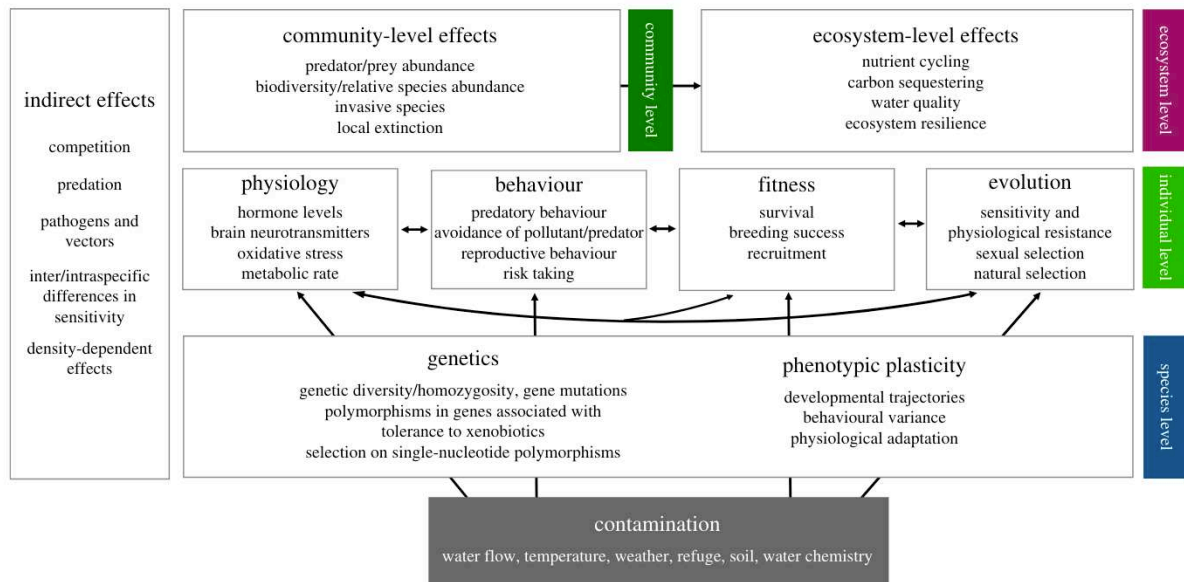 indirect effects
competition
predation
pathogens and
vectors
inter/intraspecific
differences in
sensitivity
density-dependent
effects
community-level effects
predator/prey abundance
biodiversity/relative species abundance
invasive species
local extinction
community level
ecosystem-level effects
nutrient cycling
carbon sequestering
water quality
ecosystem resilience
ecosystem level
physiology
hormone levels
brain neurotransmitters
oxidative stress
metabolic rate
behaviour
predatory behaviour
avoidance of pollutant/predator
reproductive behaviour
risk taking
fitness
survival
breeding success
recruitment
evolution
sensitivity and
physiological resistance
sexual selection
natural selection
individual level
genetics
genetic diversity/homozygosity, gene mutations
polymorphisms in genes associated with
tolerance to xenobiotics
selection on single-nucleotide polymorphisms
phenotypic plasticity
developmental trajectories
behavioural variance
physiological adaptation
species level
contamination
water flow, temperature, weather, refuge, soil, water chemistry